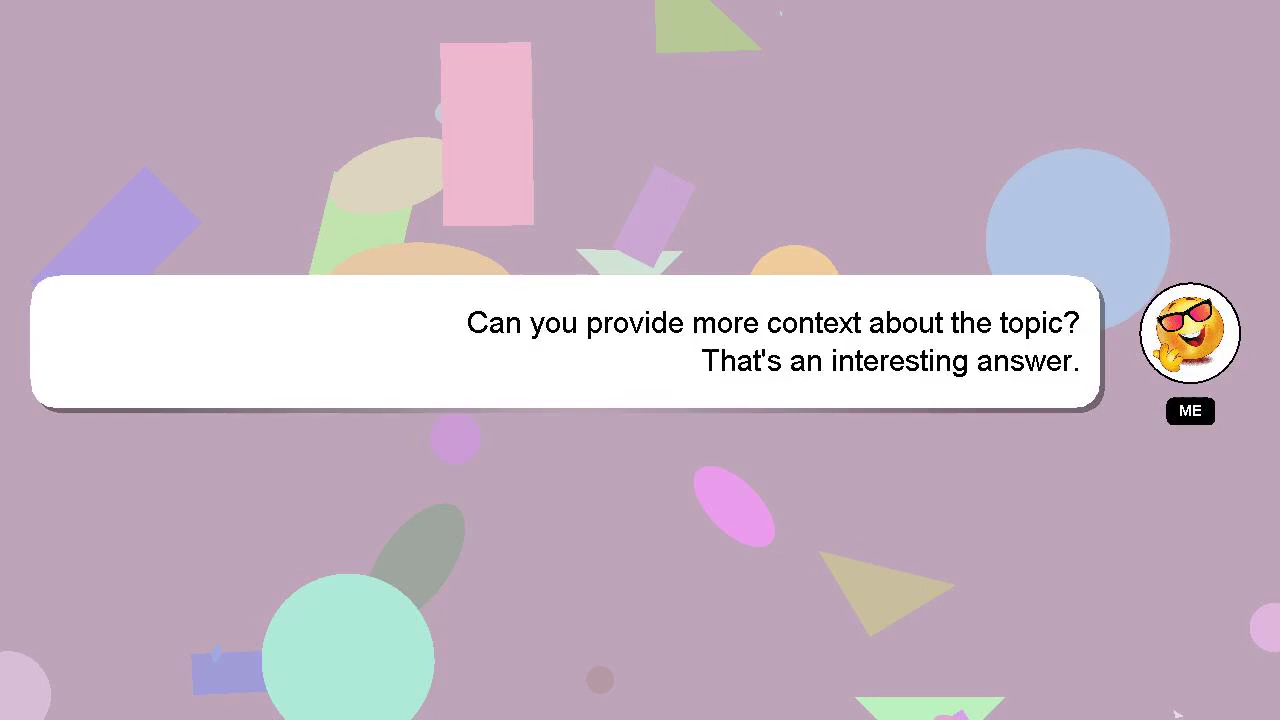 Can you provide more context about the topic?
That's an interesting answer.
ME